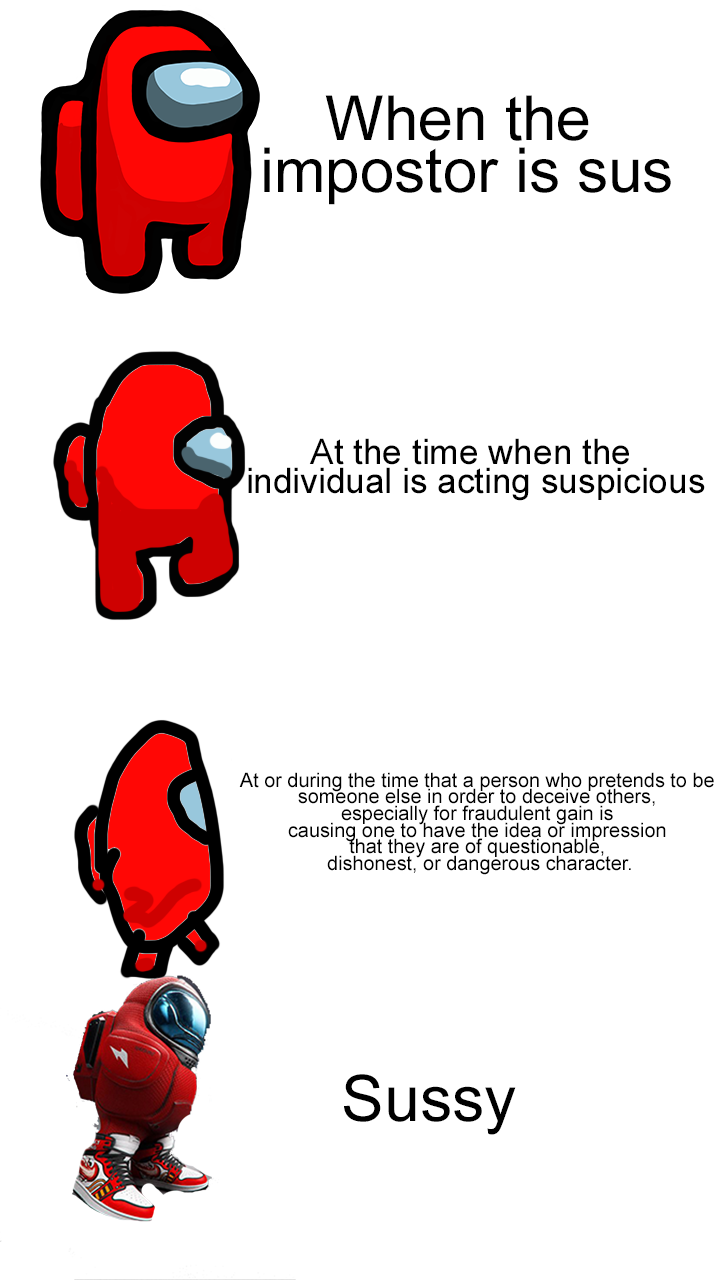 When the
impostor is sus
At the time when the
individual is acting suspicious
At or during the time that a person who pretends to be
someone else in order to deceive others,
especially for fraudulent gain is
causing one to have the idea or impression
that they are of questionable,
dishonest, or dangerous character.
Sussy